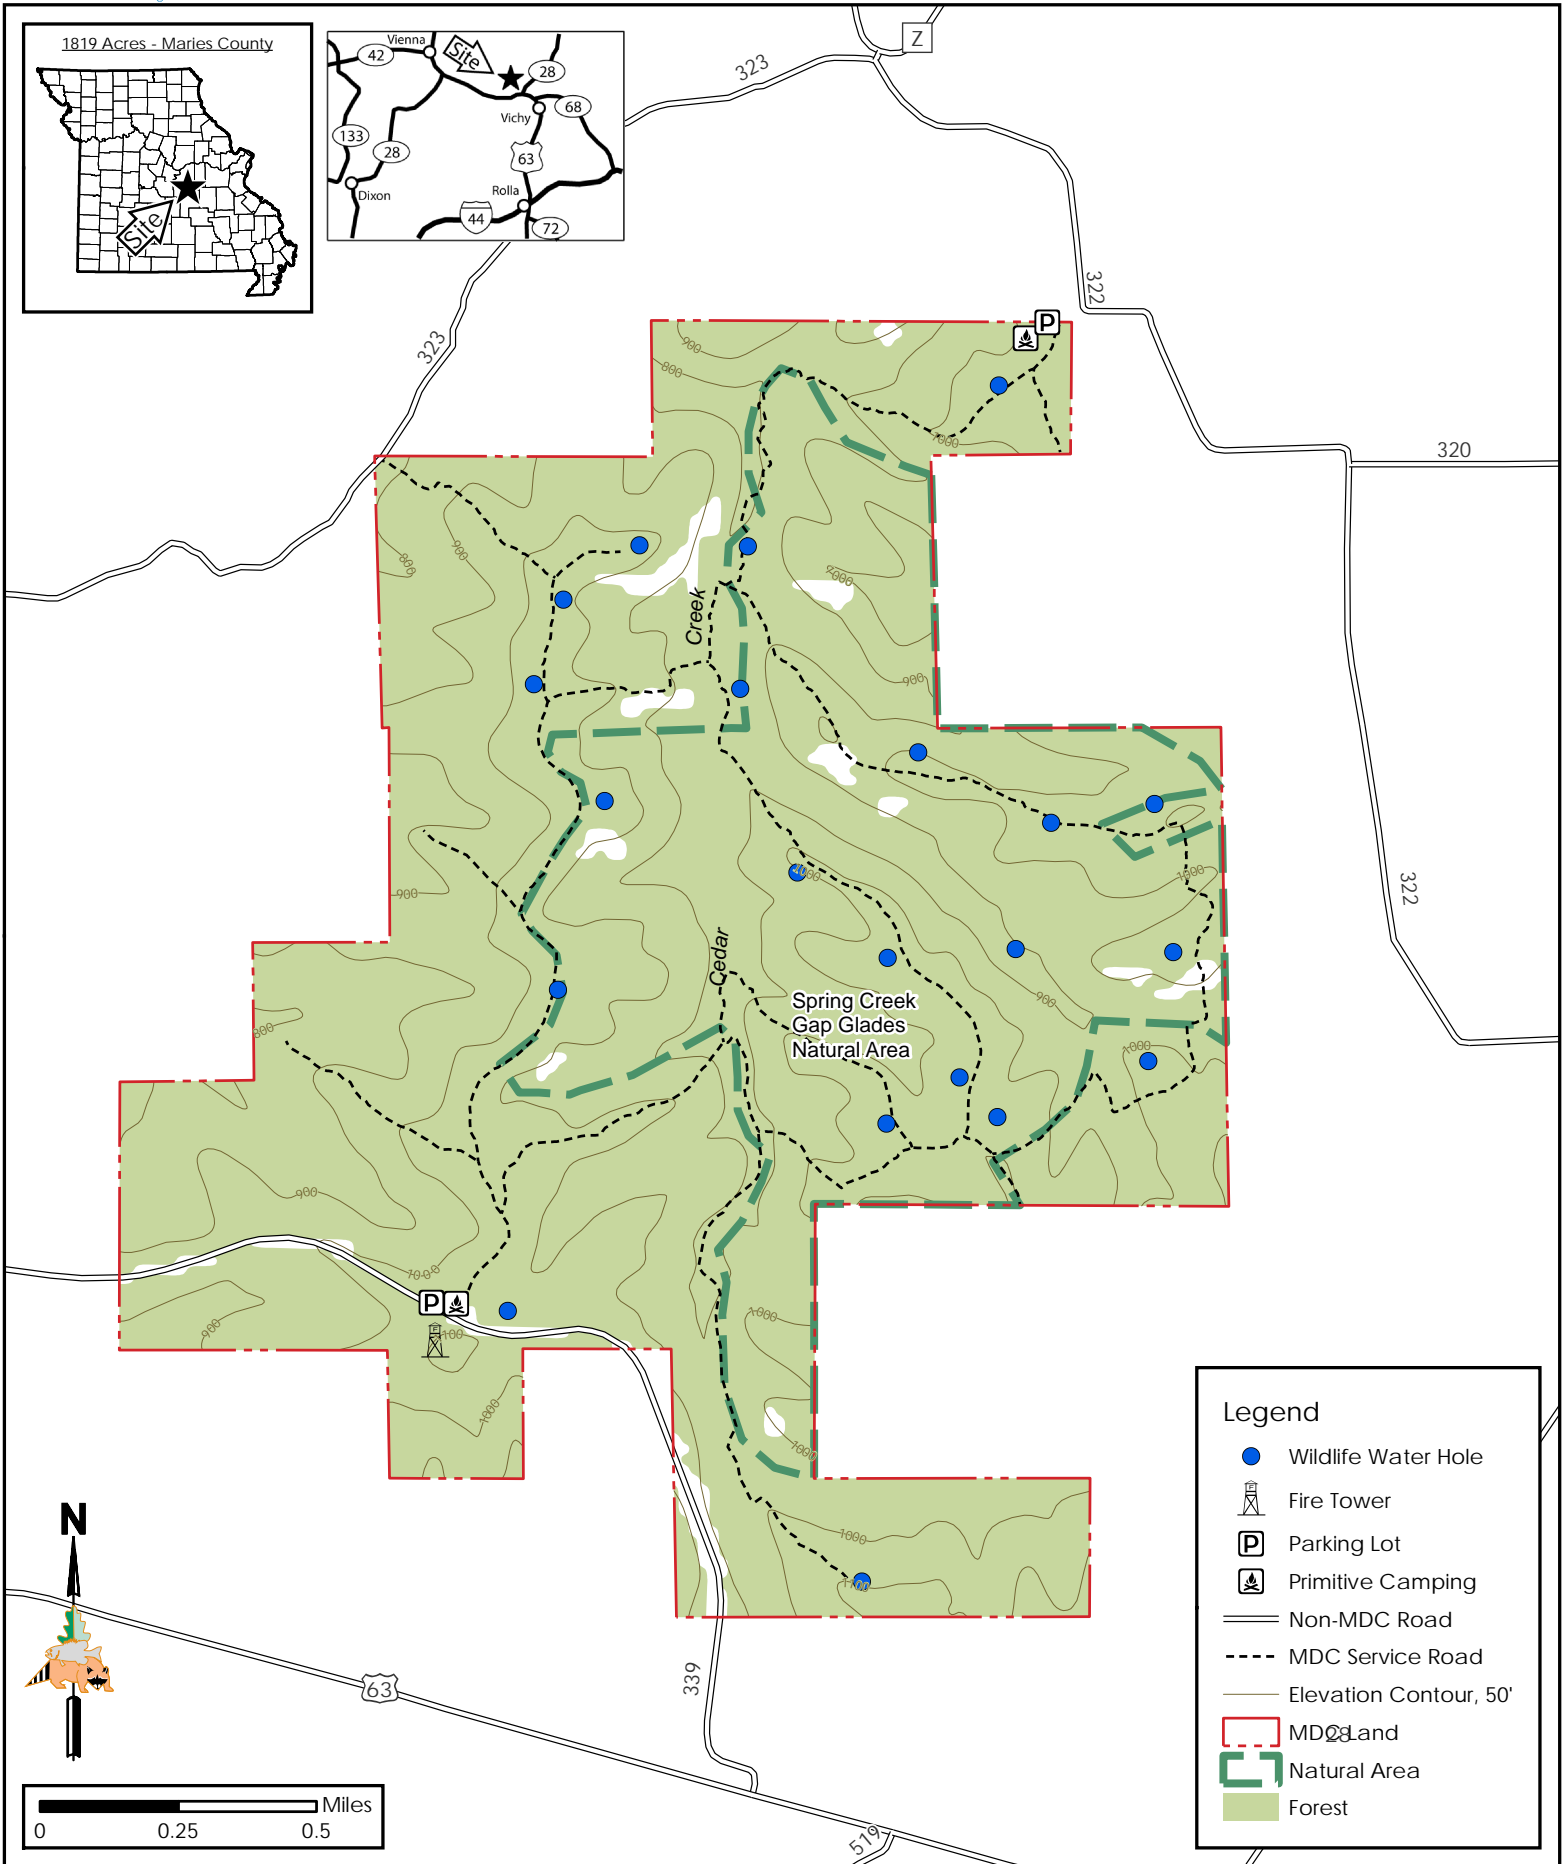 1819 Acres - Maries County
Site
Vienna
42
Site
28
Vichy
68
133
28
63
Dixon
Rolla
44
72
Z
323
322
323
900
800
1000
320
800
900
Creek
1000
900
900
1000
1000
Cedar
Spring Creek
Gap Glades
Natural Area
900
800
1000
322
900
1000
900
1100
1000
1000
1000
1000
1100
339
63
519
N
Miles
0
0.25
0.5
Legend
Wildlife Water Hole
Fire Tower
P
Parking Lot
Primitive Camping
Non-MDC Road
MDC Service Road
Elevation Contour, 50'
MDC Land
28
Natural Area
Forest
P
P